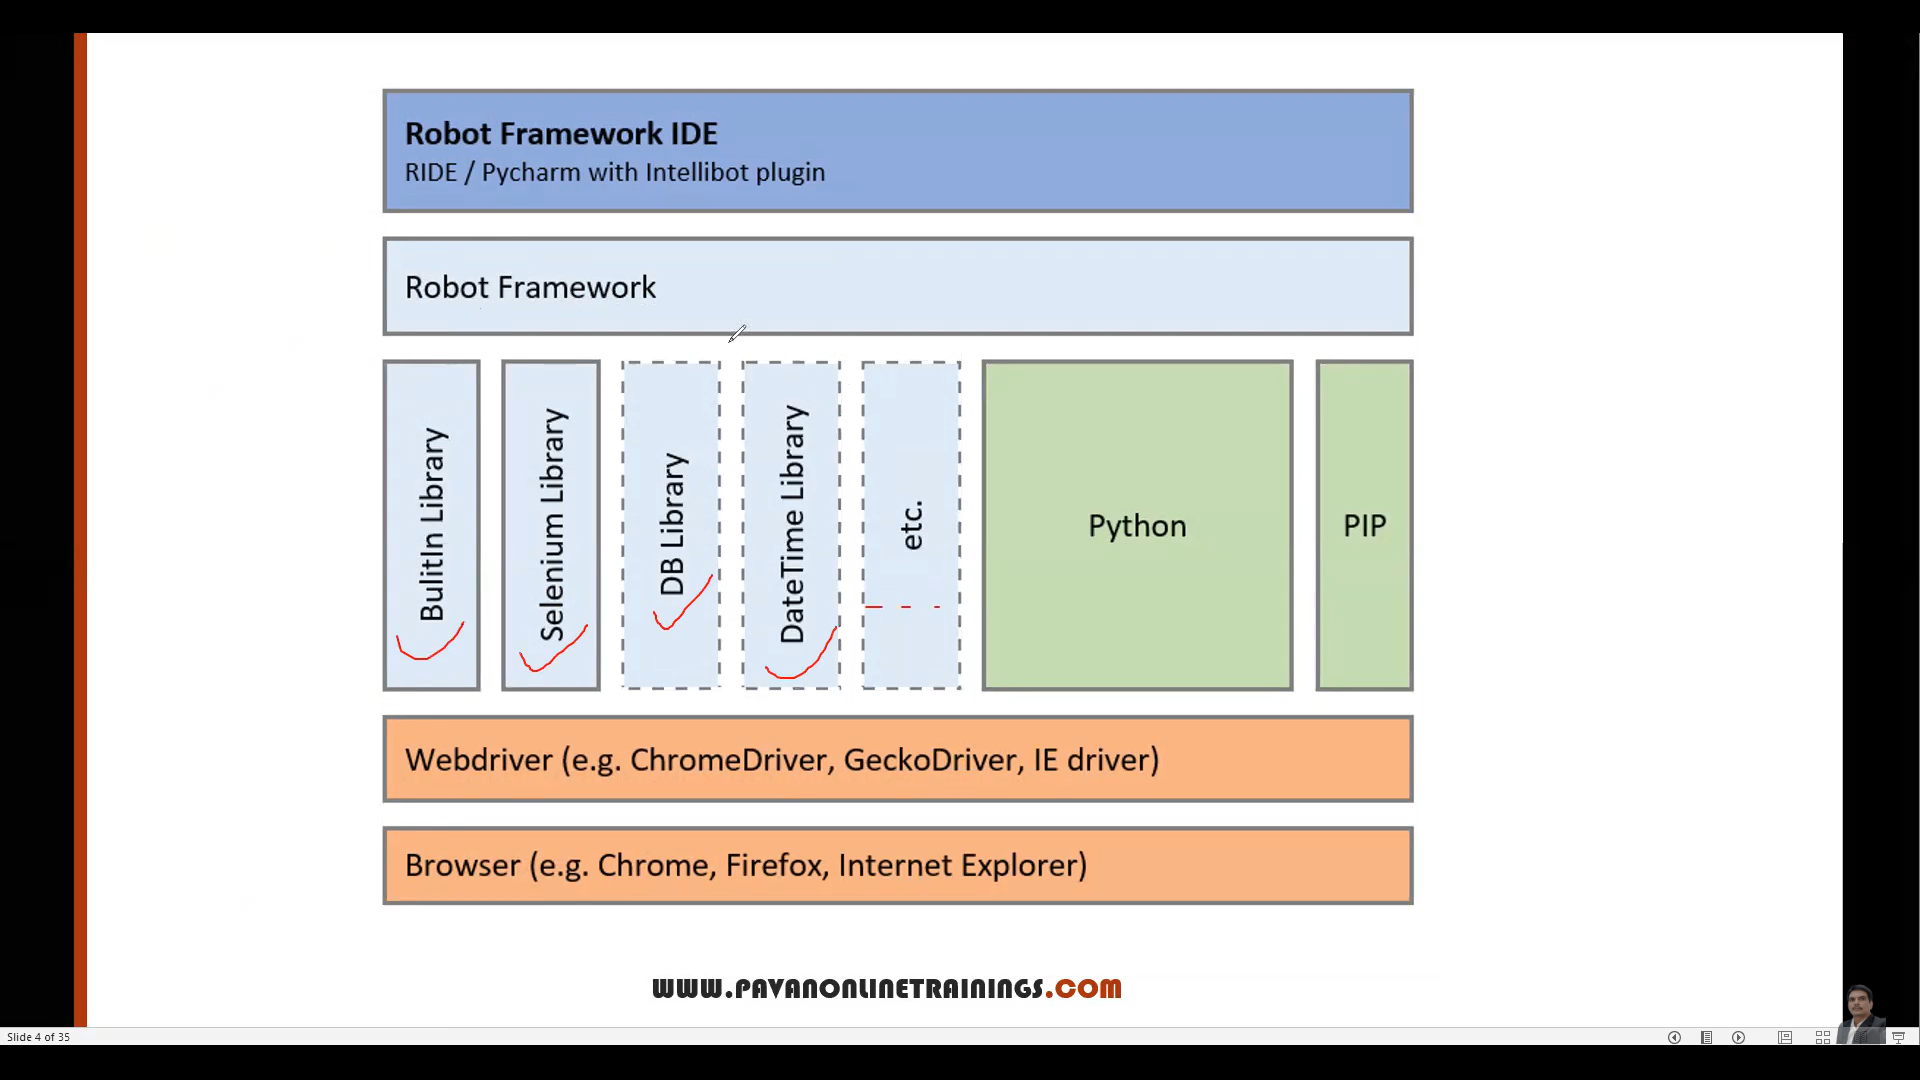 Robot Framework IDE
RIDE / Pycharm with Intellibot plugin
Robot Framework
BulitIn Library
Selenium Library
DB Library
DateTime Library
etc.
Python
PIP
Webdriver (e.g. ChromeDriver, GeckoDriver, IE driver)
Browser (e.g. Chrome, Firefox, Internet Explorer)
WWW.PAVANONLINETRAININGS.COM
Slide 4 of 35